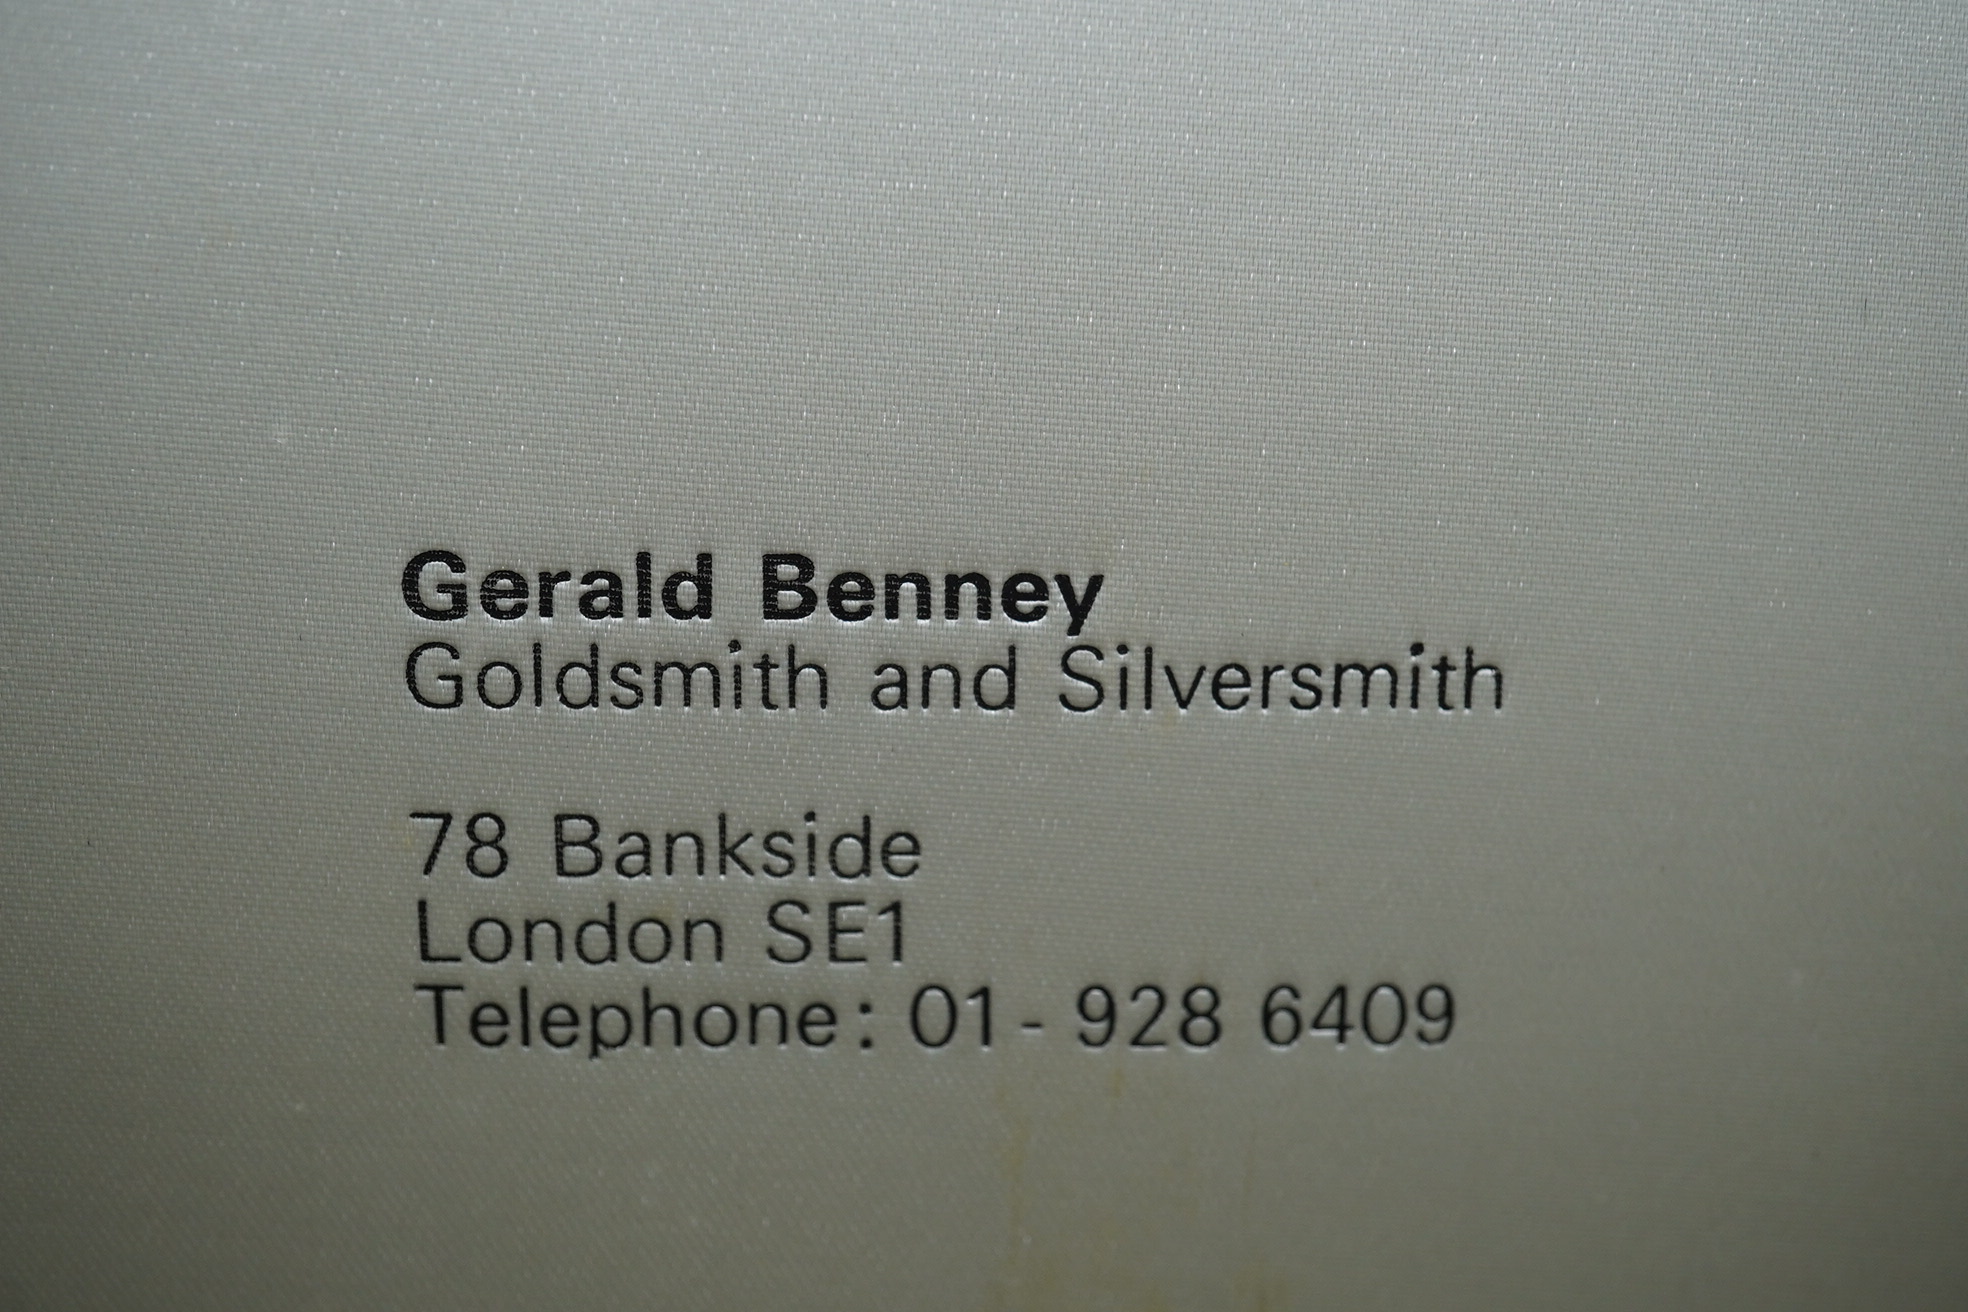 Gerald Benney
Goldsmith and Silversmith
78 Bankside
London SE1
Telephone: 01 - 928 6409